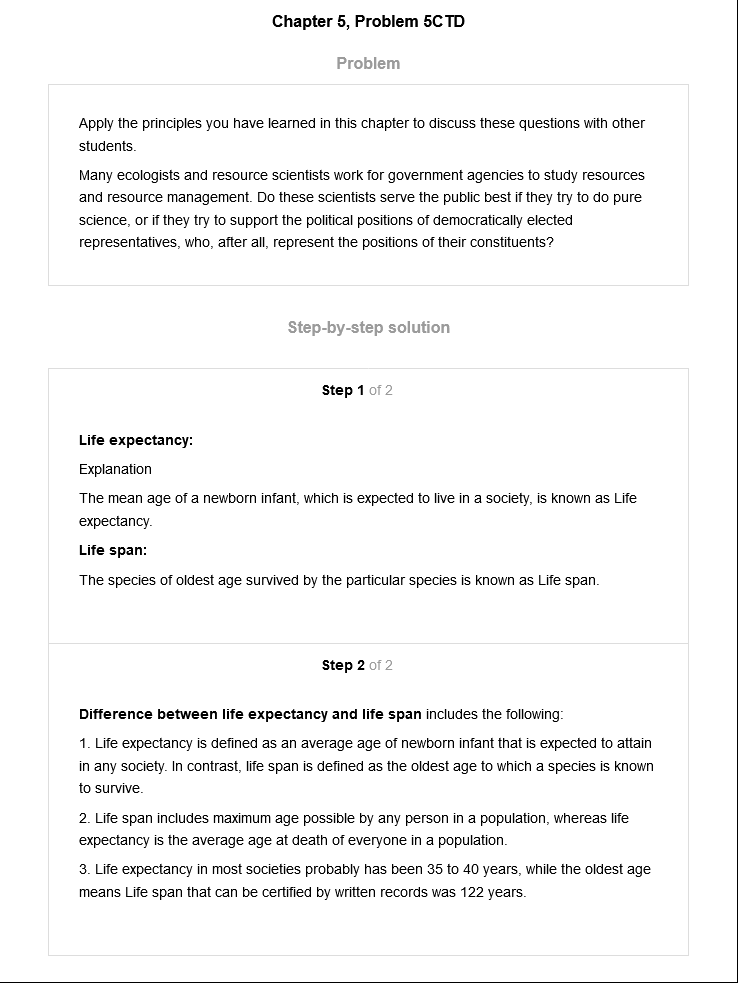 Chapter 5, Problem 5CTD
Problem
Apply the principles you have learned in this chapter to discuss these questions with other
students.
Many ecologists and resource scientists work for government agencies to study resources
and resource management. Do these scientists serve the public best if they try to do pure
science, or if they try to support the political positions of democratically elected
representatives, who, after all, represent the positions of their constituents?
Step-by-step solution
Step 1 of 2
Life expectancy:
Explanation
The mean age of a newborn infant, which is expected to live in a society, is known as Life
expectancy.
Life span:
The species of oldest age survived by the particular species is known as Life span.
Step 2 of 2
Difference between life expectancy and life span includes the following:
1. Life expectancy is defined as an average age of newborn infant that is expected to attain
in any society. In contrast, life span is defined as the oldest age to which a species is known
to survive.
2. Life span includes maximum age possible by any person in a population, whereas life
expectancy is the average age at death of everyone in a population.
3. Life expectancy in most societies probably has been 35 to 40 years, while the oldest age
means Life span that can be certified by written records was 122 years.